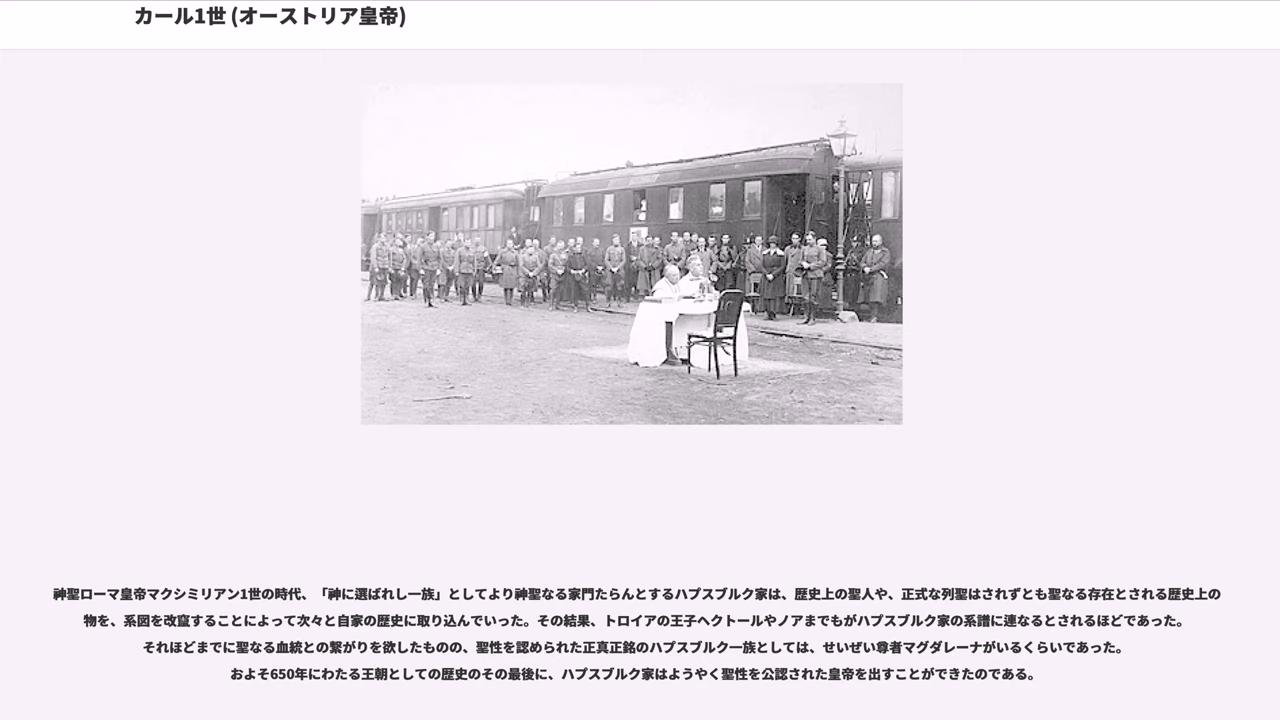 カール1世 (オーストリア皇帝)
神聖ローマ皇帝マクシミリアン1世の時代、「神に選ばれし一族」としてより神聖なる家門たらんとするハプスブルク家は、歴史上の聖人や、正式な列聖はされずとも聖なる存在とされる歴史上の
物を、系図を改竄することによって次々と自家の歴史に取り込んでいった。その結果、トロイアの王子ヘクトールやノアまでもがハプスブルク家の系譜に連なるとされるほどであった。
それほどまでに聖なる血統との繋がりを欲したものの、聖性を認められた正真正銘のハプスブルク一族としては、せいぜい尊者マグダレーナがいるくらいであった。
およそ650年にわたる王朝としての歴史のその最後に、ハプスブルク家はようやく聖性を公認された皇帝を出すことができたのである。